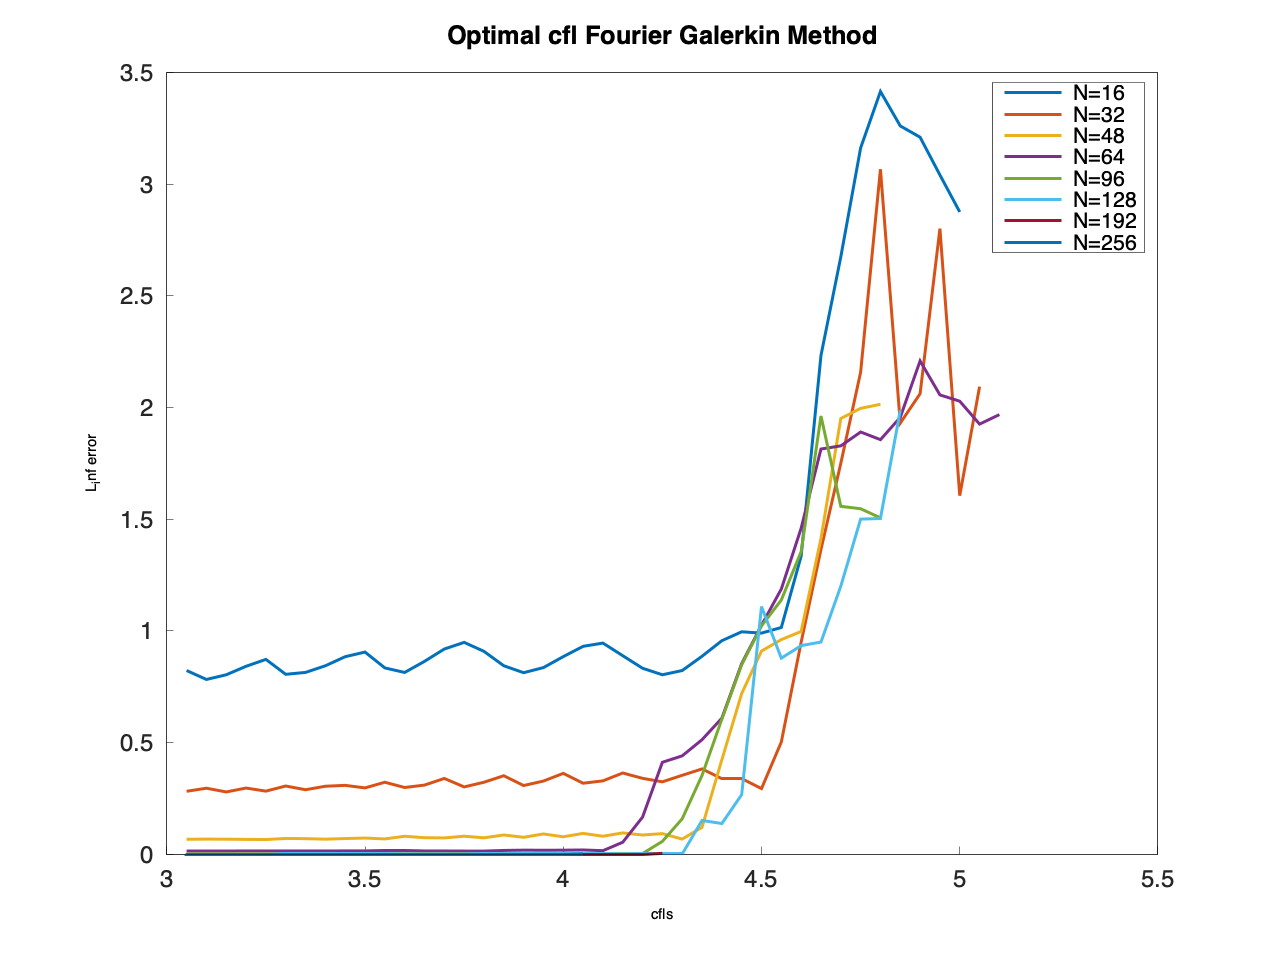 Optimal cfl Fourier Galerkin Method
3.5
3
2.5
2
1.5
1
0.5
0
L_inf error
N=16
N=32
N=48
N=64
N=96
N=128
N=192
N=256
3 3.5 4 4.5 5 5.5
cfls